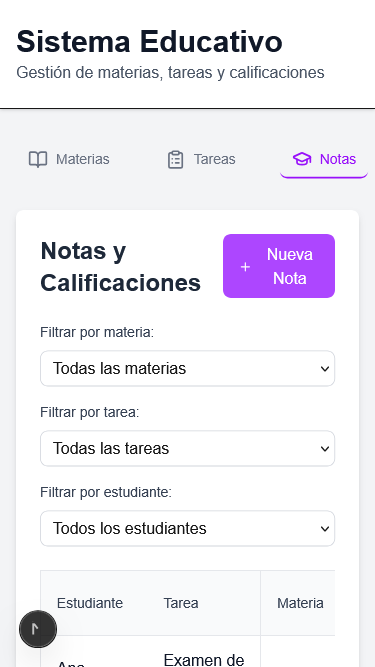 Sistema Educativo
Gestión de materias, tareas y calificaciones
Materias
Tareas
Notas
Notas y
Calificaciones
Nueva
Nota
Filtrar por materia:
Todas las materias
Filtrar por tarea:
Todas las tareas
Filtrar por estudiante:
Todos los estudiantes
Estudiante Tarea Materia
Ana Examen de